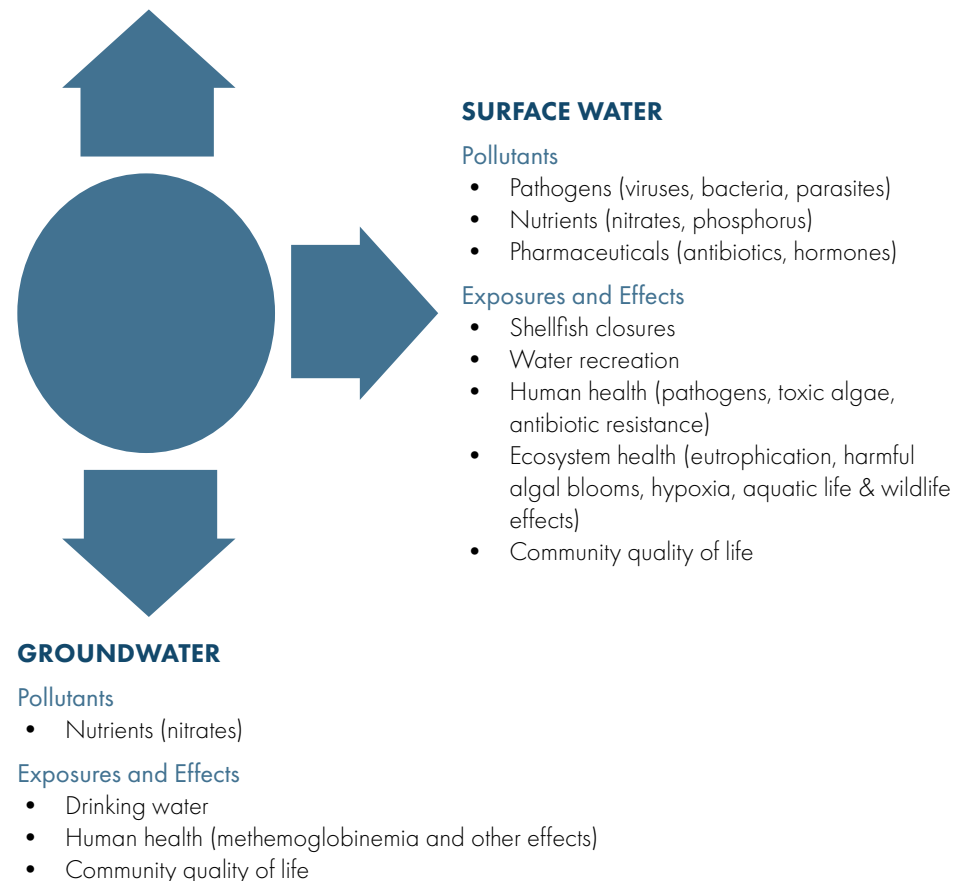 SURFACE WATER
Pollutants
• Pathogens (viruses, bacteria, parasites)
• Nutrients (nitrates, phosphorus)
• Pharmaceuticals (antibiotics, hormones)
Exposures and Effects
• Shellfish closures
• Water recreation
• Human health (pathogens, toxic algae,
antibiotic resistance)
• Ecosystem health (eutrophication, harmful
algal blooms, hypoxia, aquatic life & wildlife
effects)
• Community quality of life
GROUNDWATER
Pollutants
• Nutrients (nitrates)
Exposures and Effects
• Drinking water
• Human health (methemoglobinemia and other effects)
• Community quality of life